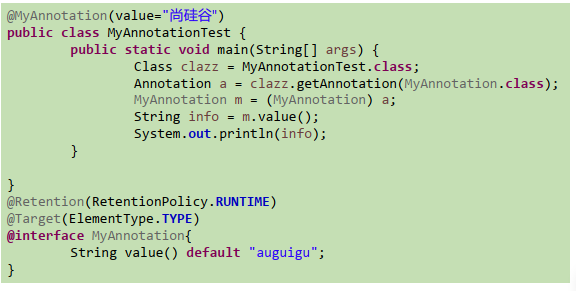 @MyAnnotation(value="尚硅谷")
public class MyAnnotationTest {
public static void main(String[] args) {
Class clazz = MyAnnotationTest.class;
Annotation a = clazz.getAnnotation(MyAnnotation.class);
MyAnnotation m = (MyAnnotation) a;
String info = m.value();
System.out.println(info);
}
}
@Retention(RetentionPolicy.RUNTIME)
@Target(ElementType.TYPE)
@interface MyAnnotation{
String value() default "auguigu";
}